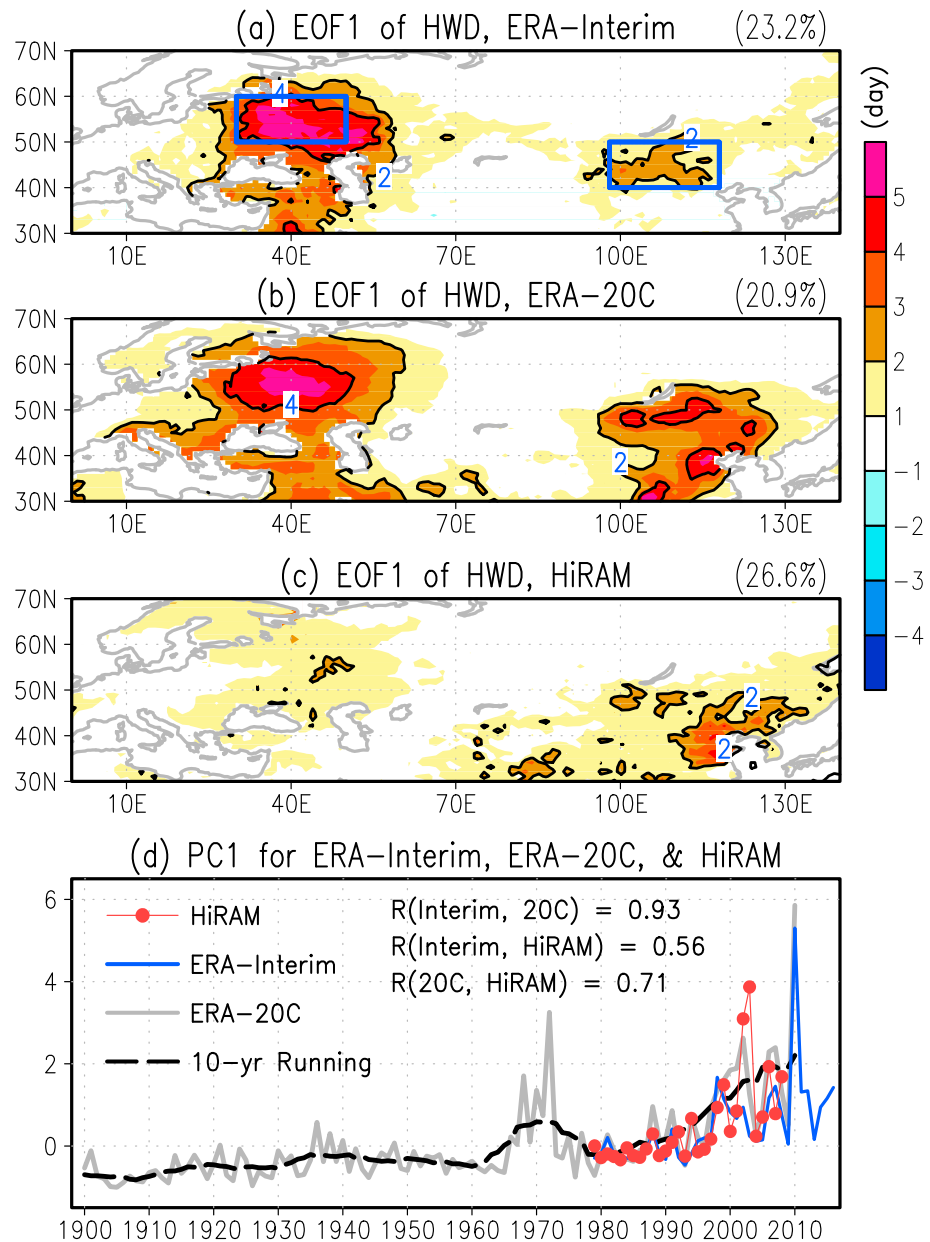 (a) EOF1 of HWD, ERA-Interim (23.2%)
70N
60N
50N
40N
30N
4
2
2
10E 40E 70E 100E 130E
(day)
5
4
3
2
1
-1
-2
-3
-4
(b) EOF1 of HWD, ERA-20C (20.9%)
70N
60N
50N
40N
30N
4
2
10E 40E 70E 100E 130E
(c) EOF1 of HWD, HiRAM (26.6%)
70N
60N
50N
40N
30N
2
2
10E 40E 70E 100E 130E
(d) PC1 for ERA-Interim, ERA-20C, & HiRAM
6
4
2
0
HiRAM
ERA-Interim
ERA-20C
10-yr Running
R(Interim, 20C) = 0.93
R(Interim, HiRAM) = 0.56
R(20C, HiRAM) = 0.71
1900 1910 1920 1930 1940 1950 1960 1970 1980 1990 2000 2010